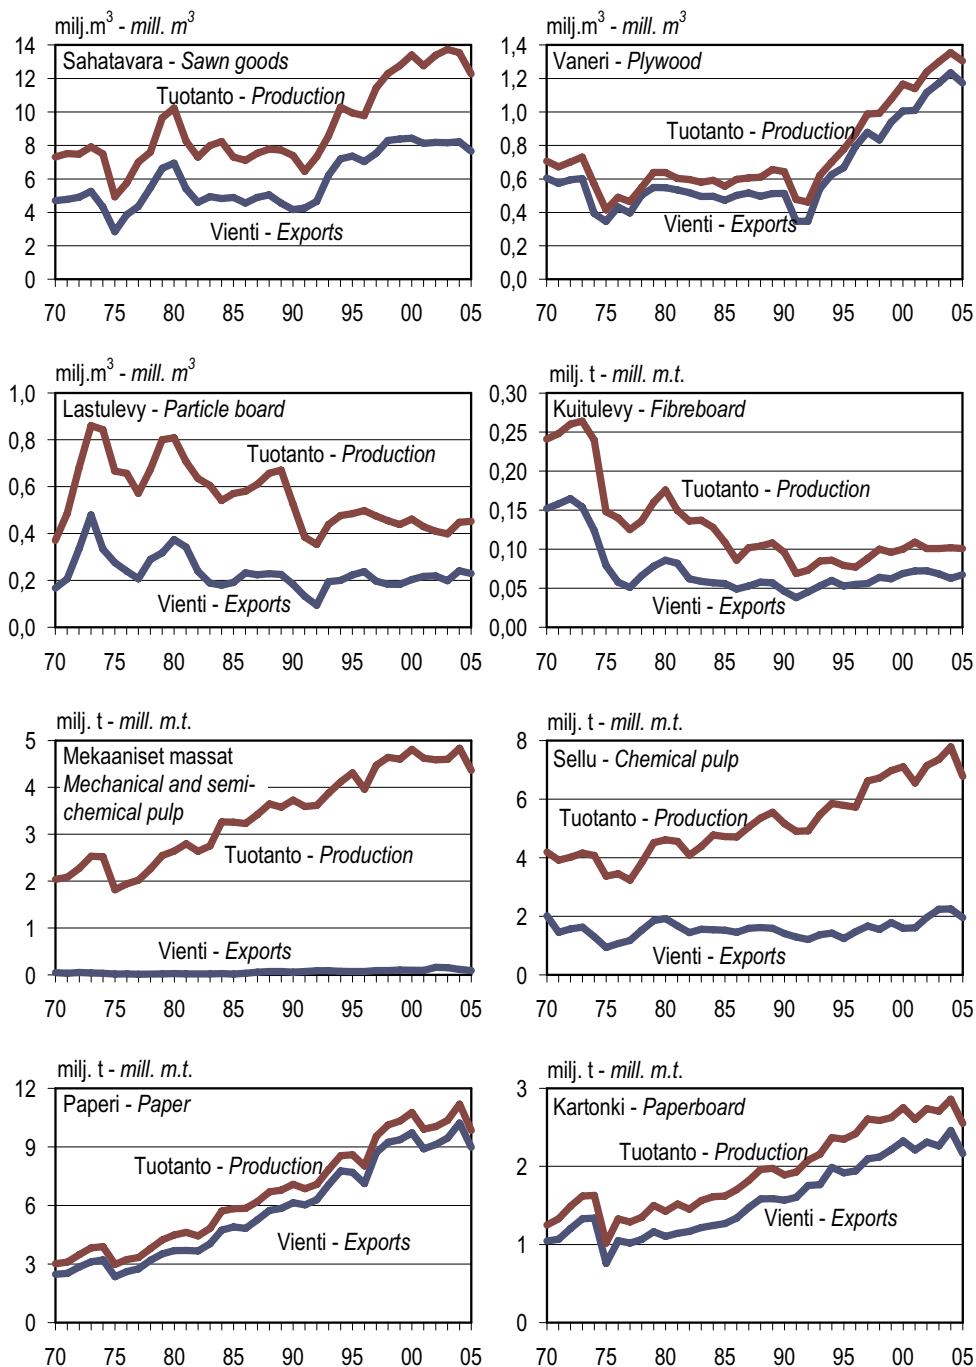 milj.m³ - mill. m³
14
Sahatavara - Sawn goods
12
Tuotanto - Production
10
8
6
4
Vienti - Exports
2
0
70 75 80 85 90 95 00 05
milj.m³ - mill. m³
1,4
Vaneri - Plywood
1,2
1,0
Tuotanto - Production
0,8
0,6
0,4
Vienti - Exports
0,2
0,0
70 75 80 85 90 95 00 05
milj.m³ - mill. m³
1,0
Lastulevy - Particle board
0,8
Tuotanto - Production
0,6
0,4
0,2
Vienti - Exports
0,0
70 75 80 85 90 95 00 05
milj. t - mill. m.t.
0,30
Kuitulevy - Fibreboard
0,25
0,20
Tuotanto - Production
0,15
0,10
0,05
Vienti - Exports
0,00
70 75 80 85 90 95 00 05
milj. t - mill. m.t.
5
Mekaaniset massat
Mechanical and semi-
chemical pulp
4
3
Tuotanto - Production
2
1
Vienti - Exports
0
70 75 80 85 90 95 00 05
milj. t - mill. m.t.
8
Sellu - Chemical pulp
6
Tuotanto - Production
4
2
Vienti - Exports
0
70 75 80 85 90 95 00 05
milj. t - mill. m.t.
12
Paperi - Paper
9
Tuotanto - Production
6
Vienti - Exports
3
0
70 75 80 85 90 95 00 05
milj. t - mill. m.t.
3
Kartonki - Paperboard
Tuotanto - Production
2
Vienti - Exports
1
0
70 75 80 85 90 95 00 05